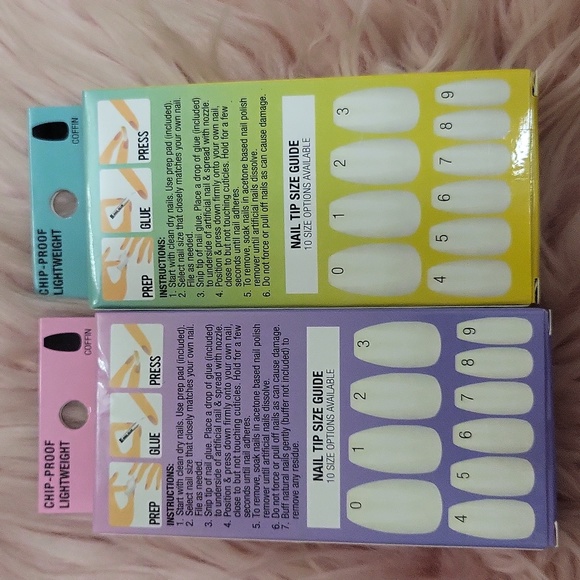 CHIP-PROOF
LIGHTWEIGHT
COFFIN
PREP
GLUE
PRESS
INSTRUCTIONS:
1. Start with clean dry nails. Use prep pad (included).
2. Select nail size that closely matches your own nail.
File as needed.
3. Snip tip of nail glue. Place a drop of glue (included)
to underside of artificial nail & spread with nozzle.
4. Position & press down firmly onto your own nail,
close to but not touching cuticles. Hold for a few
seconds until nail adheres.
5. To remove, soak nails in acetone based nail polish
remover until artificial nails dissolve.
6. Do not force or pull off nails as can cause damage.
NAIL TIP SIZE GUIDE
10 SIZE OPTIONS AVAILABLE
0 1 2 3
4 5 6 7 8 9
CHIP-PROOF
LIGHTWEIGHT
COFFIN
PREP
GLUE
PRESS
INSTRUCTIONS:
1. Start with clean dry nails. Use prep pad (included).
2. Select nail size that closely matches your own nail.
File as needed.
3. Snip tip of nail glue. Place a drop of glue (included)
to underside of artificial nail & spread with nozzle.
4. Position & press down firmly onto your own nail,
close to but not touching cuticles. Hold for a few
seconds until nail adheres.
5. To remove, soak nails in acetone based nail polish
remover until artificial nails dissolve.
6. Do not force or pull off nails as can cause damage.
7. Buff natural nails gently (buffer not included) to
remove any residue.
NAIL TIP SIZE GUIDE
10 SIZE OPTIONS AVAILABLE
0 1 2 3
4 5 6 7 8 9